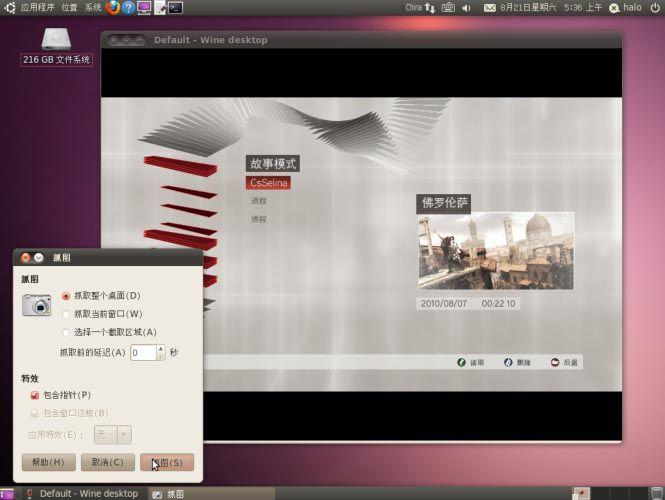 应用程序 位置 系统
China
8月21日星期六 5:36 上午
halo
216 GB 文件系统
Default - Wine desktop
故事模式
CsSelina
进程
进程
佛罗伦萨
2010/08/07 00:22 10
读取 删除 后退
抓图
抓图
抓取整个桌面(D)
抓取当前窗口(W)
选择一个截取区域(A)
抓取前的延迟(A) 0 秒
特效
包含指针(P)
包含窗口边框(B)
应用特效(E)： 无
帮助(H) 取消(C) 抓图(S)
Default - Wine desktop
抓图